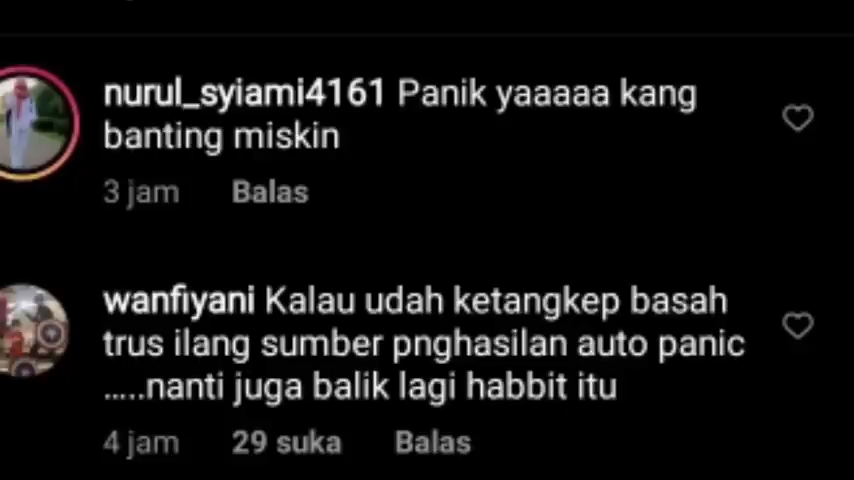 nurul_syiami4161 Panik yaaaaa kang
banting miskin
3 jam Balas
wanfiyani Kalau udah ketangkep basah
trus ilang sumber pnghasilan auto panic
.....nanti juga balik lagi habbit itu
4 jam 29 suka Balas